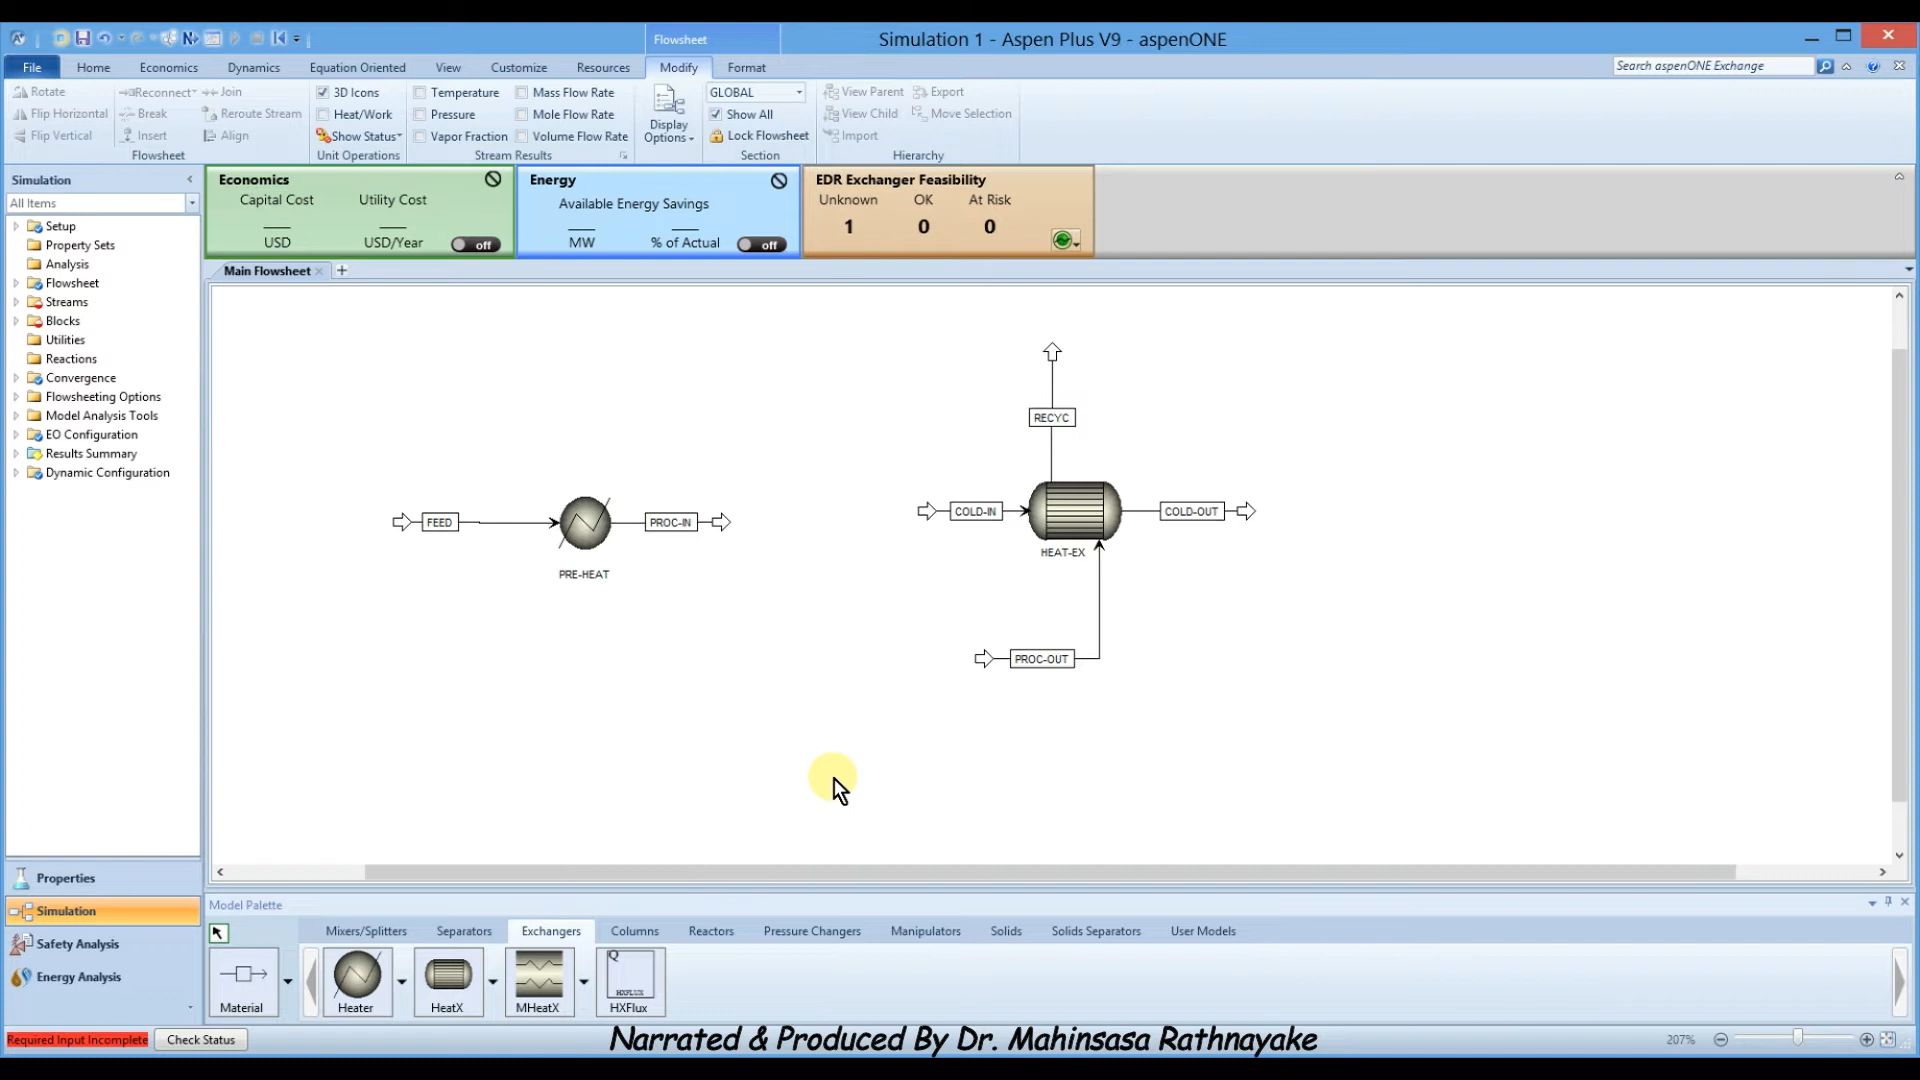 Flowsheet
Simulation 1 - Aspen Plus V9 - aspenONE
File Home Economics Dynamics Equation Oriented View Customize Resources Modify Format Search aspenONE Exchange
Rotate Reconnect Join 3D Icons Temperature Mass Flow Rate GLOBAL View Parent Export
Flip Horizontal Break Reroute Stream Heat/Work Pressure Mole Flow Rate Display Options Show All View Child Move Selection
Flip Vertical Insert Align Show Status Vapor Fraction Volume Flow Rate Lock Flowsheet Import
Flowsheet Unit Operations Stream Results Section Hierarchy
Simulation
All Items
Setup
Property Sets
Analysis
Flowsheet
Streams
Blocks
Utilities
Reactions
Convergence
Flowsheeting Options
Model Analysis Tools
EO Configuration
Results Summary
Dynamic Configuration
Properties
Simulation
Safety Analysis
Energy Analysis
Economics
Capital Cost Utility Cost
USD USD/Year off
Energy
Available Energy Savings
MW % of Actual off
EDR Exchanger Feasibility
Unknown OK At Risk
1 0 0
Main Flowsheet
RECYC
FEED PROC-IN COLD-IN COLD-OUT
HEAT-EX
PRE-HEAT
PROC-OUT
Model Palette
Mixers/Splitters Separators Exchangers Columns Reactors Pressure Changers Manipulators Solids Solids Separators User Models
Q
HXFLUX
Material Heater HeatX MHeatX HXFlux
Required Input Incomplete Check Status
Narrated & Produced By Dr. Mahinsasa Rathnayake
207%